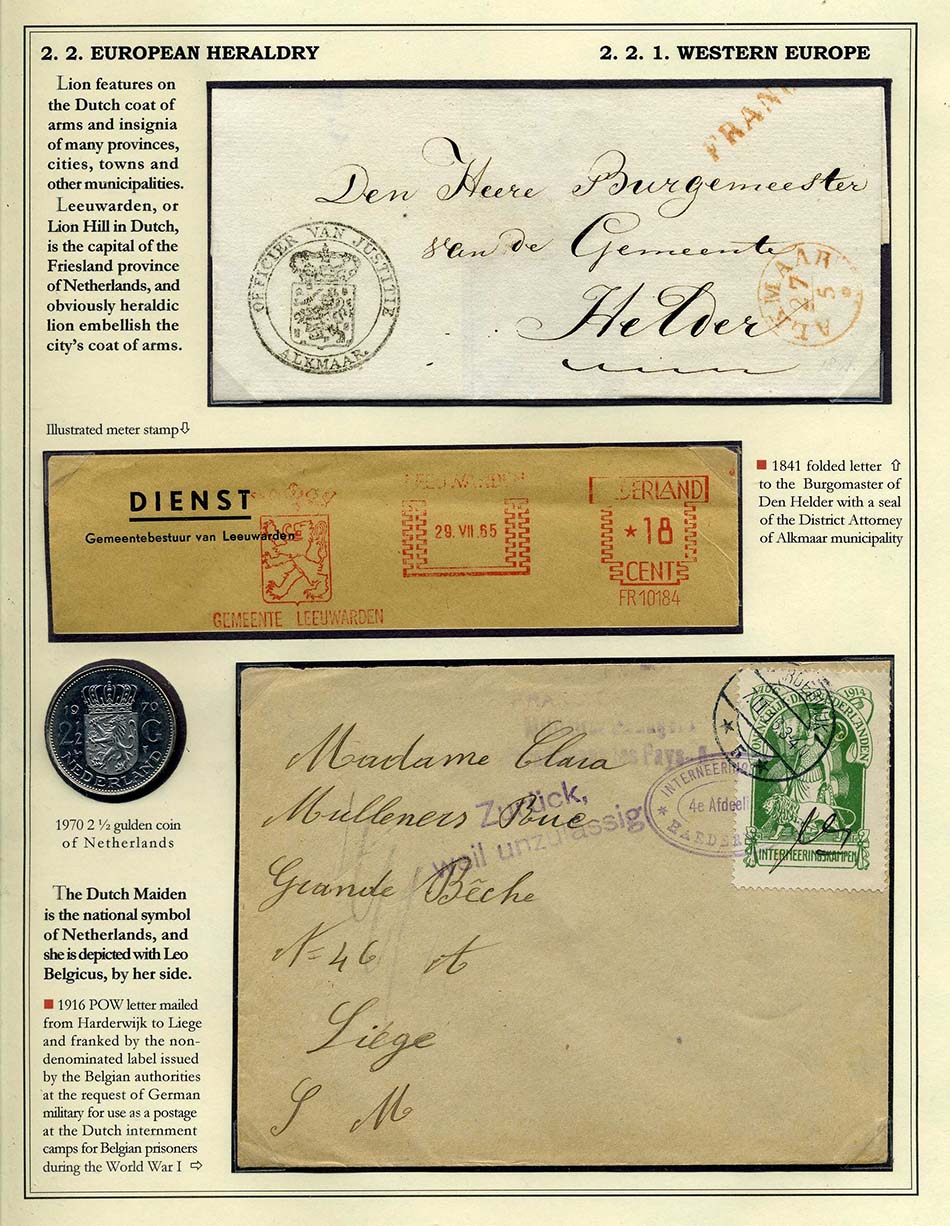 2. 2. EUROPEAN HERALDRY
2. 2. 1. WESTERN EUROPE
Lion features on
the Dutch coat of
arms and insignia
of many provinces,
cities, towns and
other municipalities.
Leeuwarden, or
Lion Hill in Dutch,
is the capital of the
Friesland province
of Netherlands, and
obviously heraldic
lion embellish the
city's coat of arms.
FRAN
Den Heere Burgemeester
van de Gemeente
Helder
OFFICIER VAN JUSTITIE
ALKMAAR
ALKMAAR
27
5
Illustrated meter stamp⇩
DIENST
Gemeentebestuur van Leeuwarden
GEMEENTE LEEUWARDEN
LEEUWARDEN
29. VII. 65
NEDERLAND
* 18
CENT
FR 10184
■ 1841 folded letter ⇧
to the Burgomaster of
Den Helder with a seal
of the District Attorney
of Alkmaar municipality
1970
2 1/2 G
NEDERLAND
1970 2 ½ gulden coin
of Netherlands
The Dutch Maiden
is the national symbol
of Netherlands, and
she is depicted with Leo
Belgicus, by her side.
■ 1916 POW letter mailed
from Harderwijk to Liege
and franked by the non-
denominated label issued
by the Belgian authorities
at the request of German
military for use as a postage
at the Dutch internment
camps for Belgian prisoners
during the World War I ⇨
Madame Clara
Mulleners Rue
Grande Bêche
N= 46 A
Liége
S M
Zurück,
weil unzulässig
INTERNEERING
4e Afdeeli
HARDER
1914
KONINKRIJK DER NEDERLANDEN
INTERNEERINGSKAMPEN